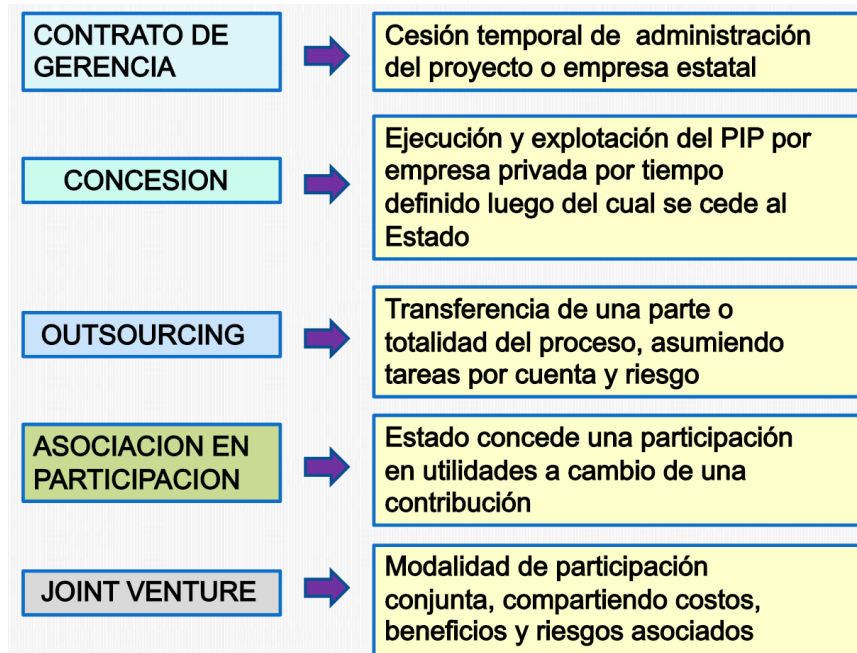 CONTRATO DE
GERENCIA
Cesión temporal de administración
del proyecto o empresa estatal
CONCESION
Ejecución y explotación del PIP por
empresa privada por tiempo
definido luego del cual se cede al
Estado
OUTSOURCING
Transferencia de una parte o
totalidad del proceso, asumiendo
tareas por cuenta y riesgo
ASOCIACION EN
PARTICIPACION
Estado concede una participación
en utilidades a cambio de una
contribución
JOINT VENTURE
Modalidad de participación
conjunta, compartiendo costos,
beneficios y riesgos asociados